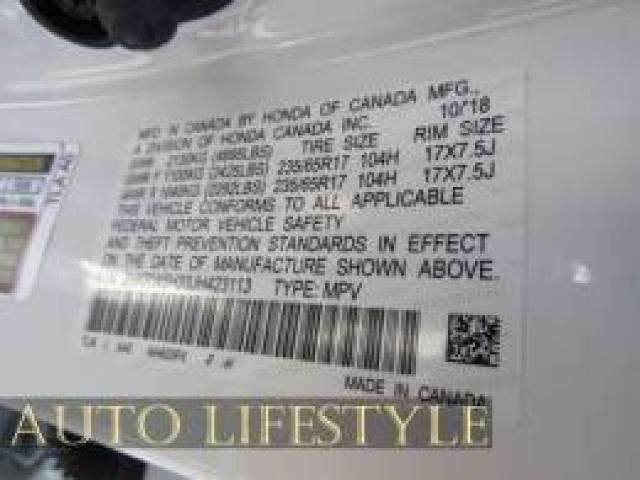 MFD IN CANADA BY HONDA OF CANADA MFG.,
A DIVISION OF HONDA CANADA INC. 10/18
TIRE SIZE RIM SIZE
235/65R17 104H 17X7.5J
235/65R17 104H 17X7.5J
THIS VEHICLE CONFORMS TO ALL APPLICABLE
FEDERAL MOTOR VEHICLE SAFETY
AND THEFT PREVENTION STANDARDS IN EFFECT
ON THE DATE OF MANUFACTURE SHOWN ABOVE.
TYPE: MPV
MADE IN CANADA
AUTO LIFESTYLE